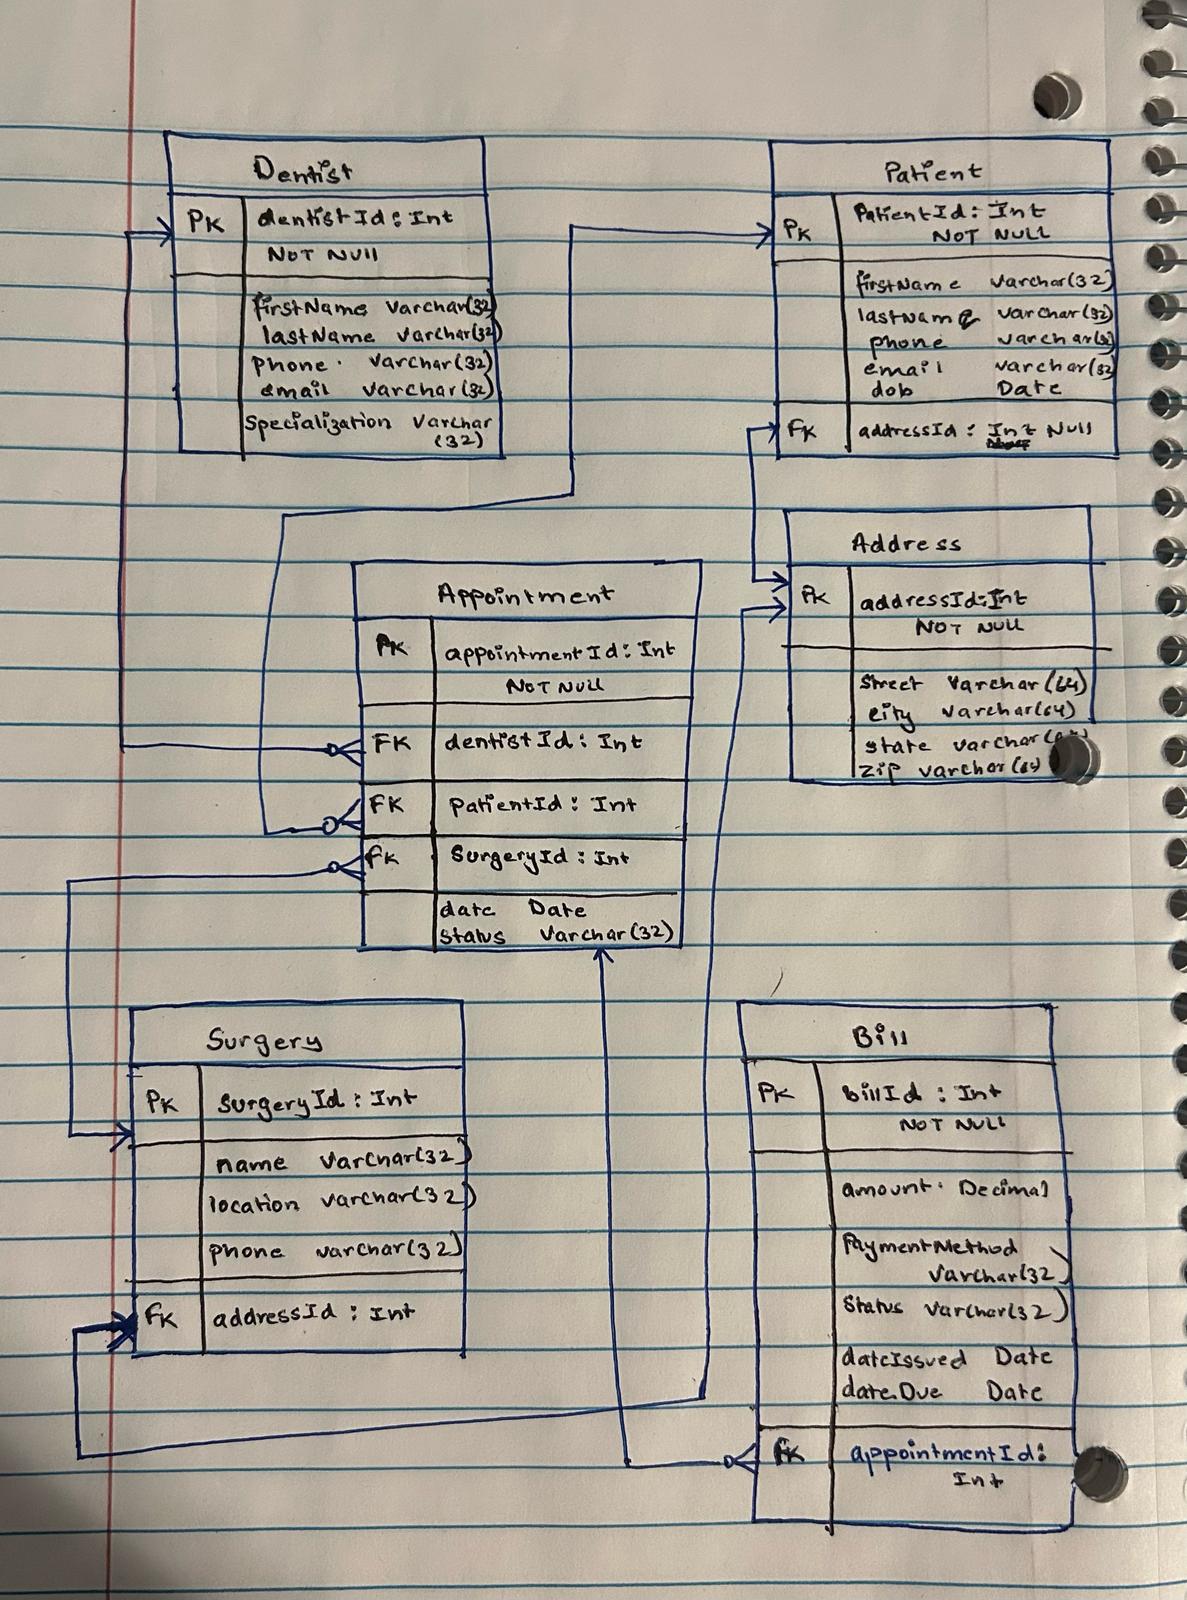 Dentist
PK dentistId: Int
NOT NUll
firstName varchar(32)
lastName varchar(32)
phone varchar(32)
email varchar(32)
Specialization varchar
(32)
Patient
PK PatientId: Int
NOT NULL
firstName varchar(32)
lastName varchar(32)
phone varchar(32)
email varchar(32)
dob Date
FK addressId: Int Null
Address
PK addressId: Int
NOT NULL
street varchar(64)
city varchar(64)
state varchar
zip varchar(64)
Appointment
PK appointmentId: Int
NOT NULL
FK dentistId: Int
FK patientId: Int
FK SurgeryId: Int
date Date
Status Varchar(32)
Surgery
PK SurgeryId: Int
name varchar(32)
location varchar(32)
phone varchar(32)
FK addressId: Int
Bill
PK billId: Int
NOT NULL
amount. Decimal
PaymentMethod
varchar(32)
Status varchar(32)
dateIssued Date
dateDue Date
FK appointmentId:
Int